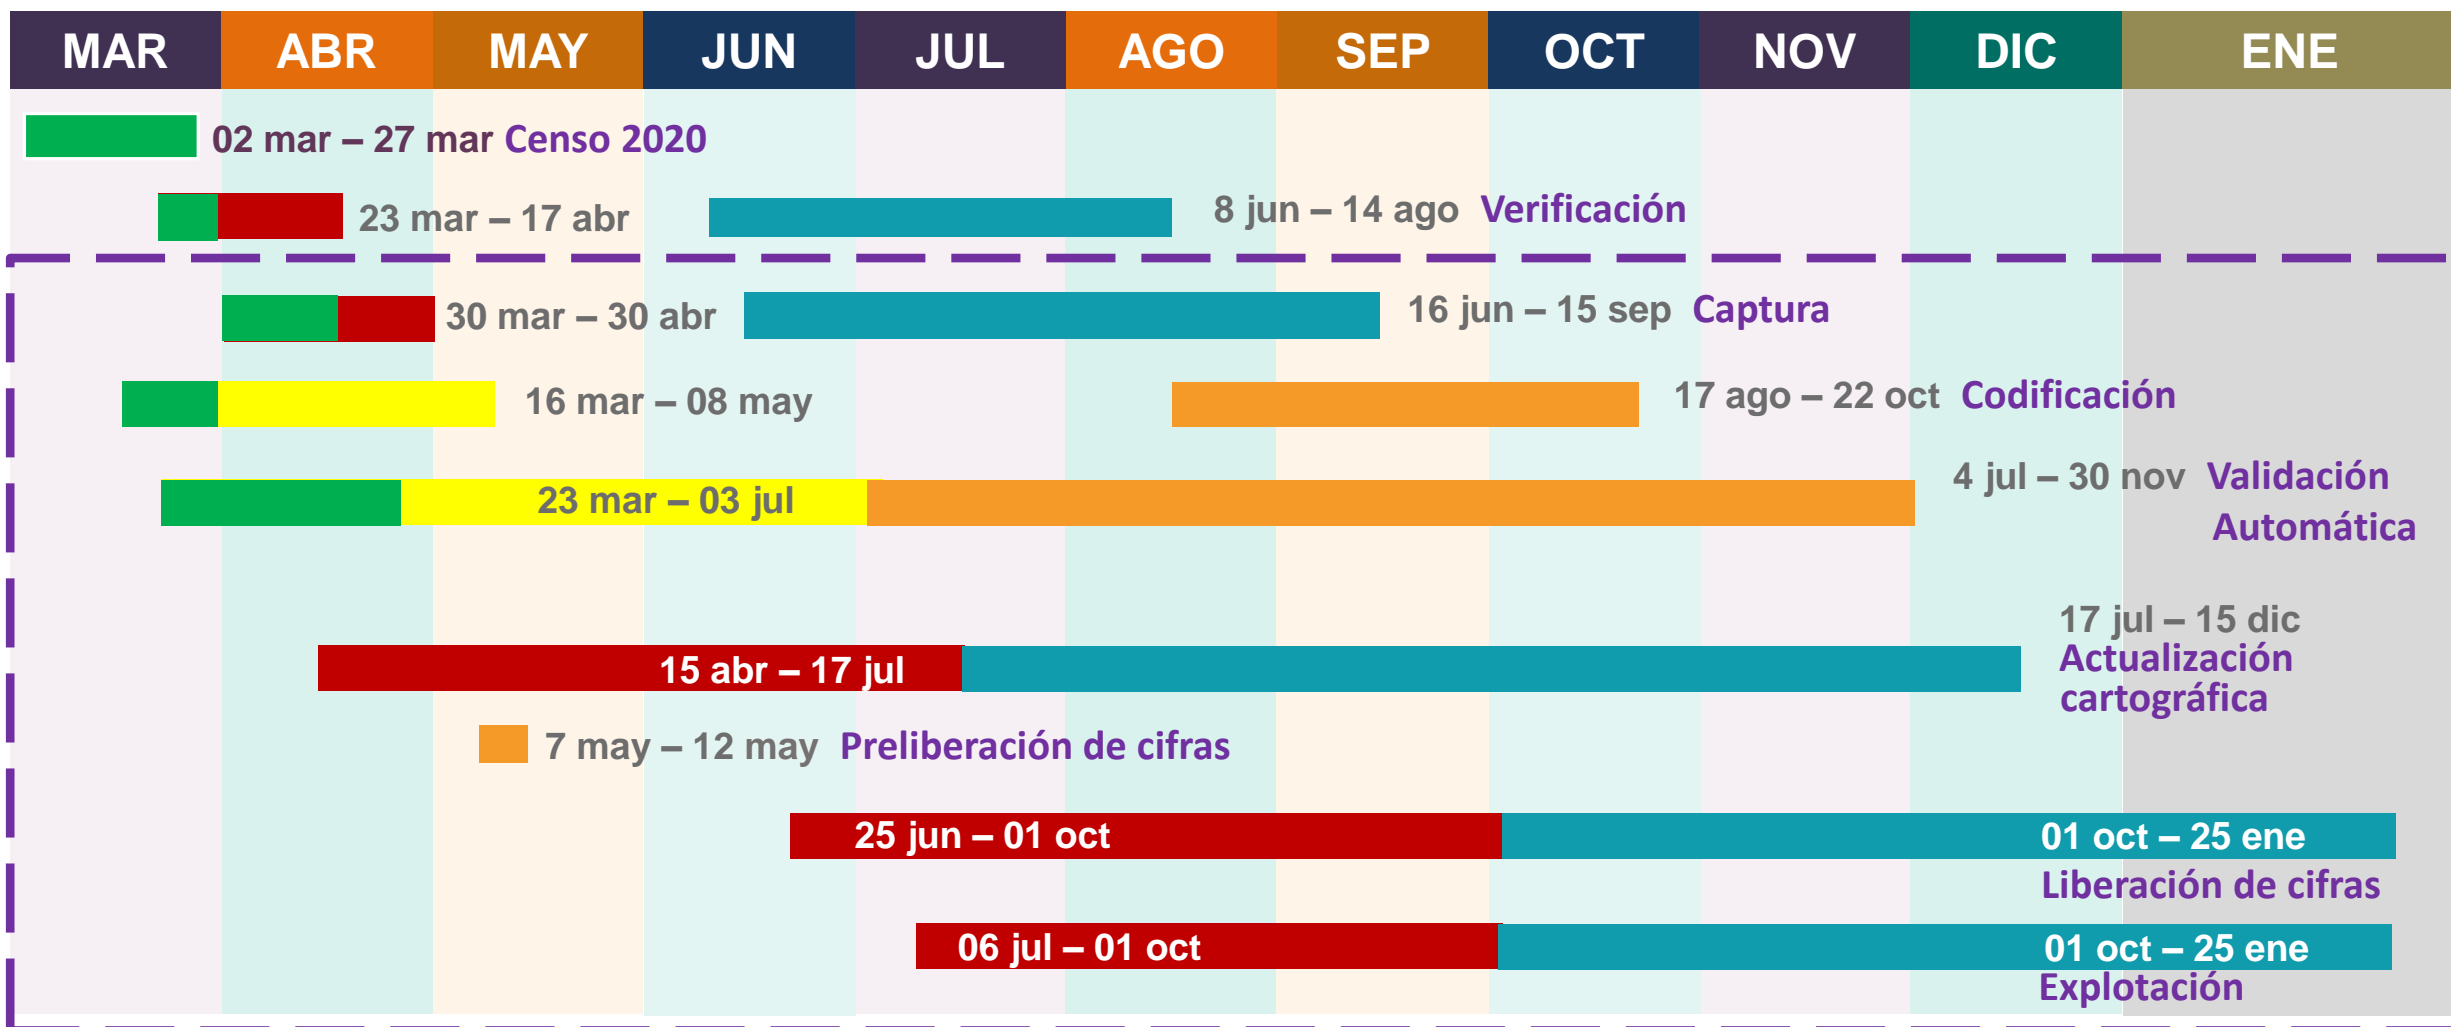 MAR ABR MAY JUN JUL AGO SEP OCT NOV DIC ENE
02 mar – 27 mar Censo 2020
23 mar – 17 abr 8 jun – 14 ago Verificación
30 mar – 30 abr 16 jun – 15 sep Captura
16 mar – 08 may 17 ago – 22 oct Codificación
23 mar – 03 jul 4 jul – 30 nov Validación
Automática
17 jul – 15 dic
15 abr – 17 jul Actualización
cartográfica
7 may – 12 may Preliberación de cifras
25 jun – 01 oct 01 oct – 25 ene
Liberación de cifras
06 jul – 01 oct 01 oct – 25 ene
Explotación